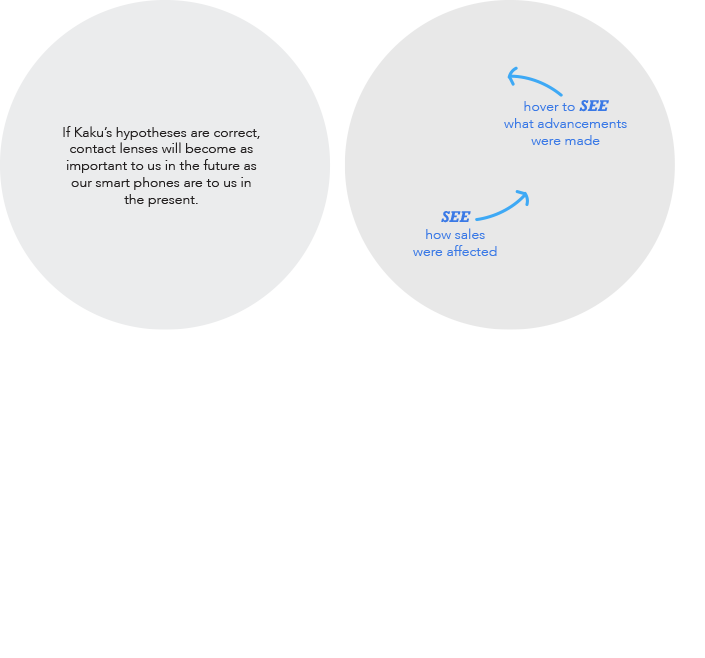 If Kaku's hypotheses are correct,
contact lenses will become as
important to us in the future as
our smart phones are to us in
the present.
hover to SEE
what advancements
were made
SEE
how sales
were affected